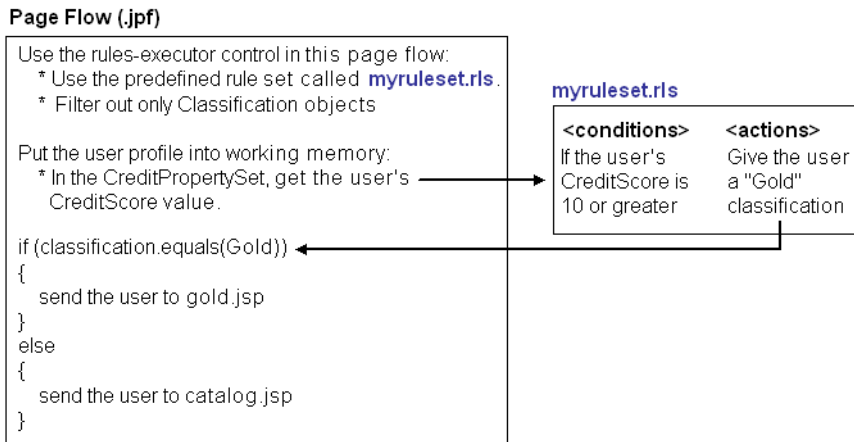 Page Flow (.jpf)
Use the rules-executor control in this page flow:
* Use the predefined rule set called myruleset.rls.
* Filter out only Classification objects
Put the user profile into working memory:
* In the CreditPropertySet, get the user's
CreditScore value.
if (classification.equals(Gold))
{
send the user to gold.jsp
}
else
{
send the user to catalog.jsp
}
myruleset.rls
<conditions>
If the user's
CreditScore is
10 or greater
<actions>
Give the user
a "Gold"
classification